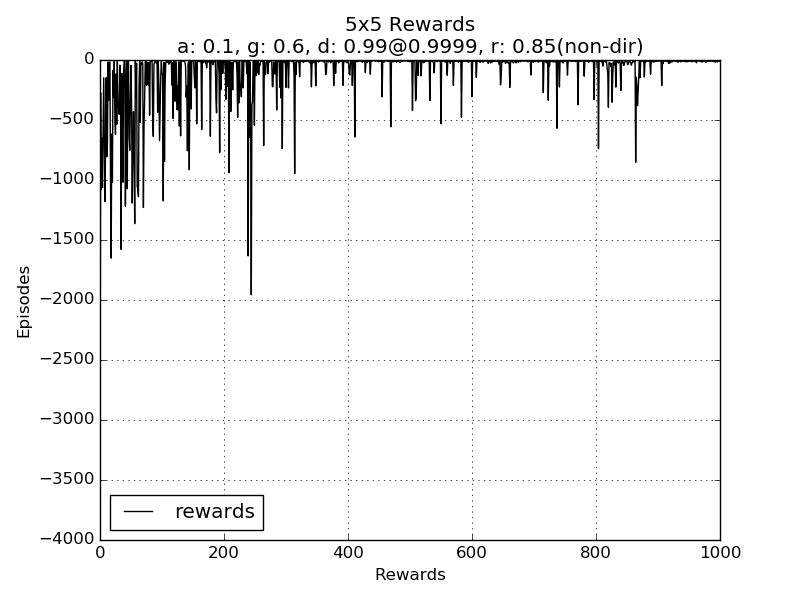 5x5 Rewards
a: 0.1, g: 0.6, d: 0.99@0.9999, r: 0.85(non-dir)
0
−500
−1000
−1500
−2000
−2500
−3000
−3500
−4000
Episodes
rewards
0 200 400 600 800 1000
Rewards